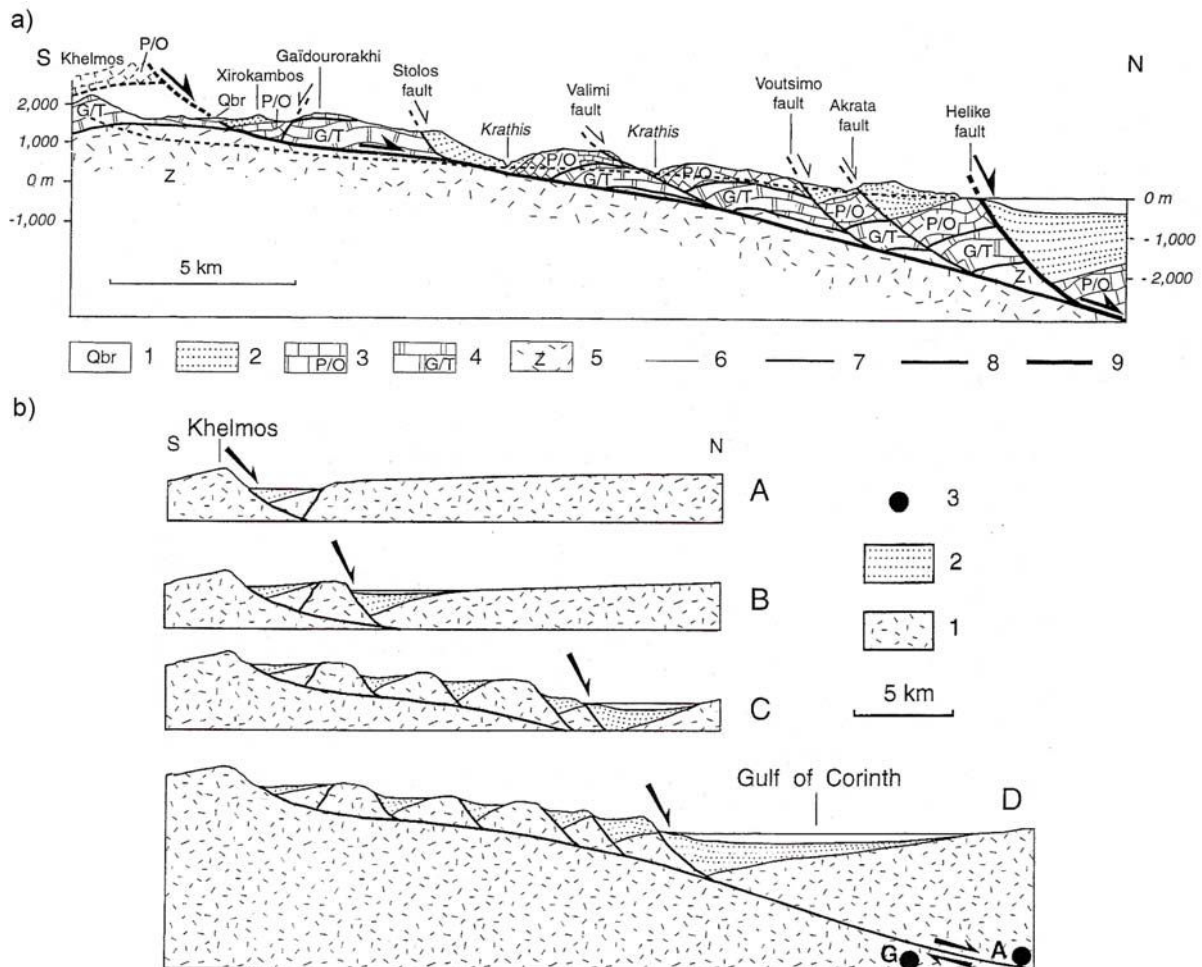 a)
S
N
Khelmos
P/O
Xirokambos
Gaïdourorakhi
Qbr
P/O
Stolos
fault
Krathis
Valimi
fault
Krathis
Voutsimo
fault
Akrata
fault
Helike
fault
2,000
1,000
0 m
-1,000
G/T
G/T
Z
P/O
G/T
P/O
G/T
P/O
G/T
P/O
G/T
Z
P/O
0 m
- 1,000
- 2,000
5 km
Qbr 1
2
P/O 3
G/T 4
Z 5
6
7
8
9
b)
Khelmos
S
N
A
B
C
3
2
1
5 km
Gulf of Corinth
D
G
A